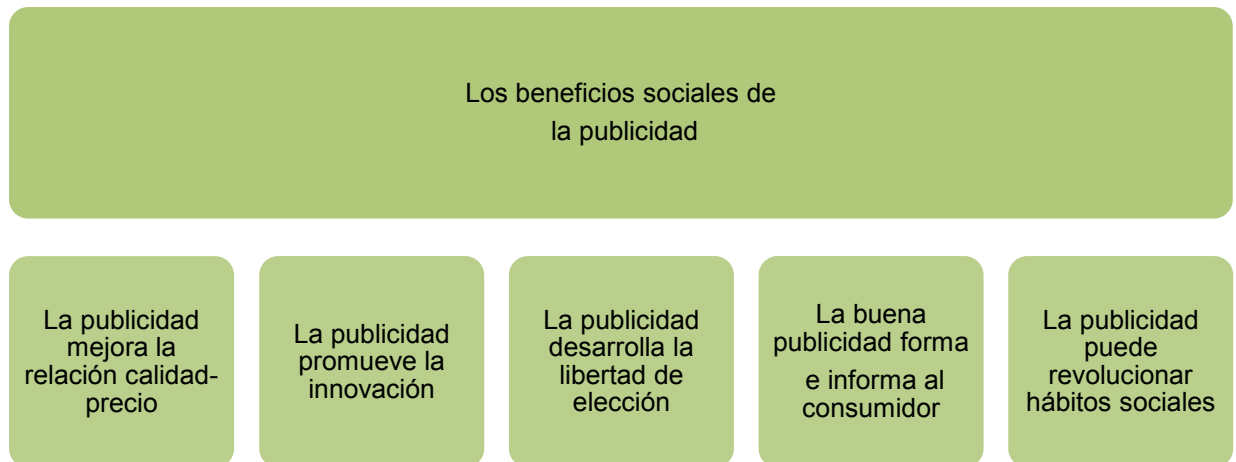 Los beneficios sociales de
la publicidad
La publicidad
mejora la
relación calidad-
precio
La publicidad
promueve la
innovación
La publicidad
desarrolla la
libertad de
elección
La buena
publicidad forma
e informa al
consumidor
La publicidad
puede
revolucionar
hábitos sociales